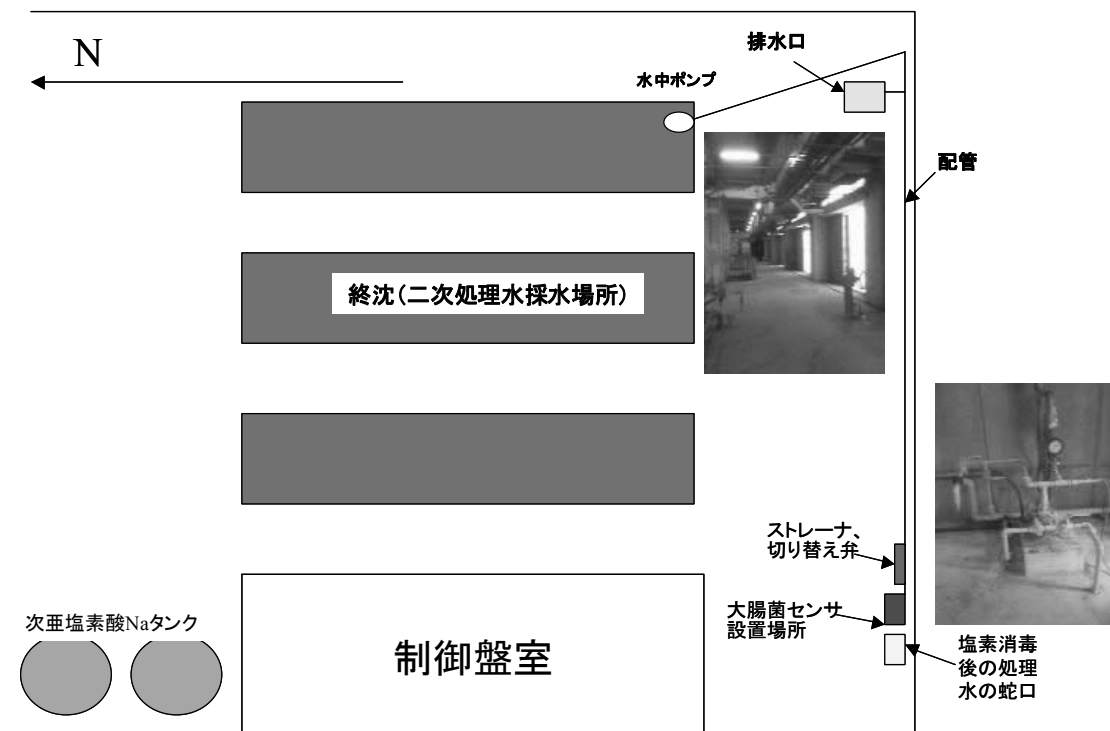 N
排水口
水中ポンプ
配管
終沈(二次処理水採水場所)
ストレーナ、
切り替え弁
大腸菌センサ
設置場所
次亜塩素酸Naタンク
制御盤室
塩素消毒
後の処理
水の蛇口